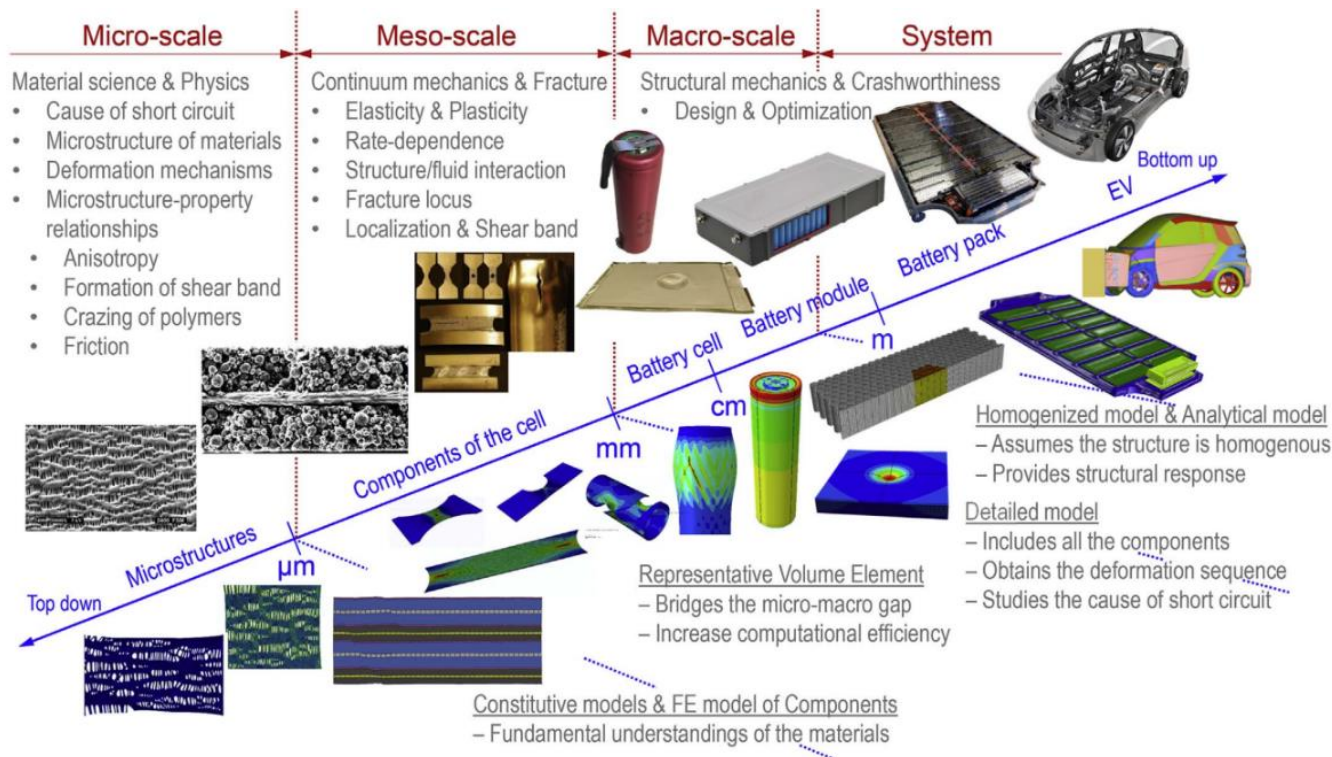 Micro-scale
Meso-scale
Macro-scale
System
Material science & Physics
• Cause of short circuit
• Microstructure of materials
• Deformation mechanisms
• Microstructure-property
relationships
• Anisotropy
• Formation of shear band
• Crazing of polymers
• Friction
Continuum mechanics & Fracture
• Elasticity & Plasticity
• Rate-dependence
• Structure/fluid interaction
• Fracture locus
• Localization & Shear band
Structural mechanics & Crashworthiness
• Design & Optimization
Bottom up
EV
Battery pack
Battery module
m
Battery cell
cm
mm
Components of the cell
Microstructures
µm
Top down
Homogenized model & Analytical model
– Assumes the structure is homogenous
– Provides structural response
Detailed model
– Includes all the components
– Obtains the deformation sequence
– Studies the cause of short circuit
Representative Volume Element
– Bridges the micro-macro gap
– Increase computational efficiency
Constitutive models & FE model of Components
– Fundamental understandings of the materials